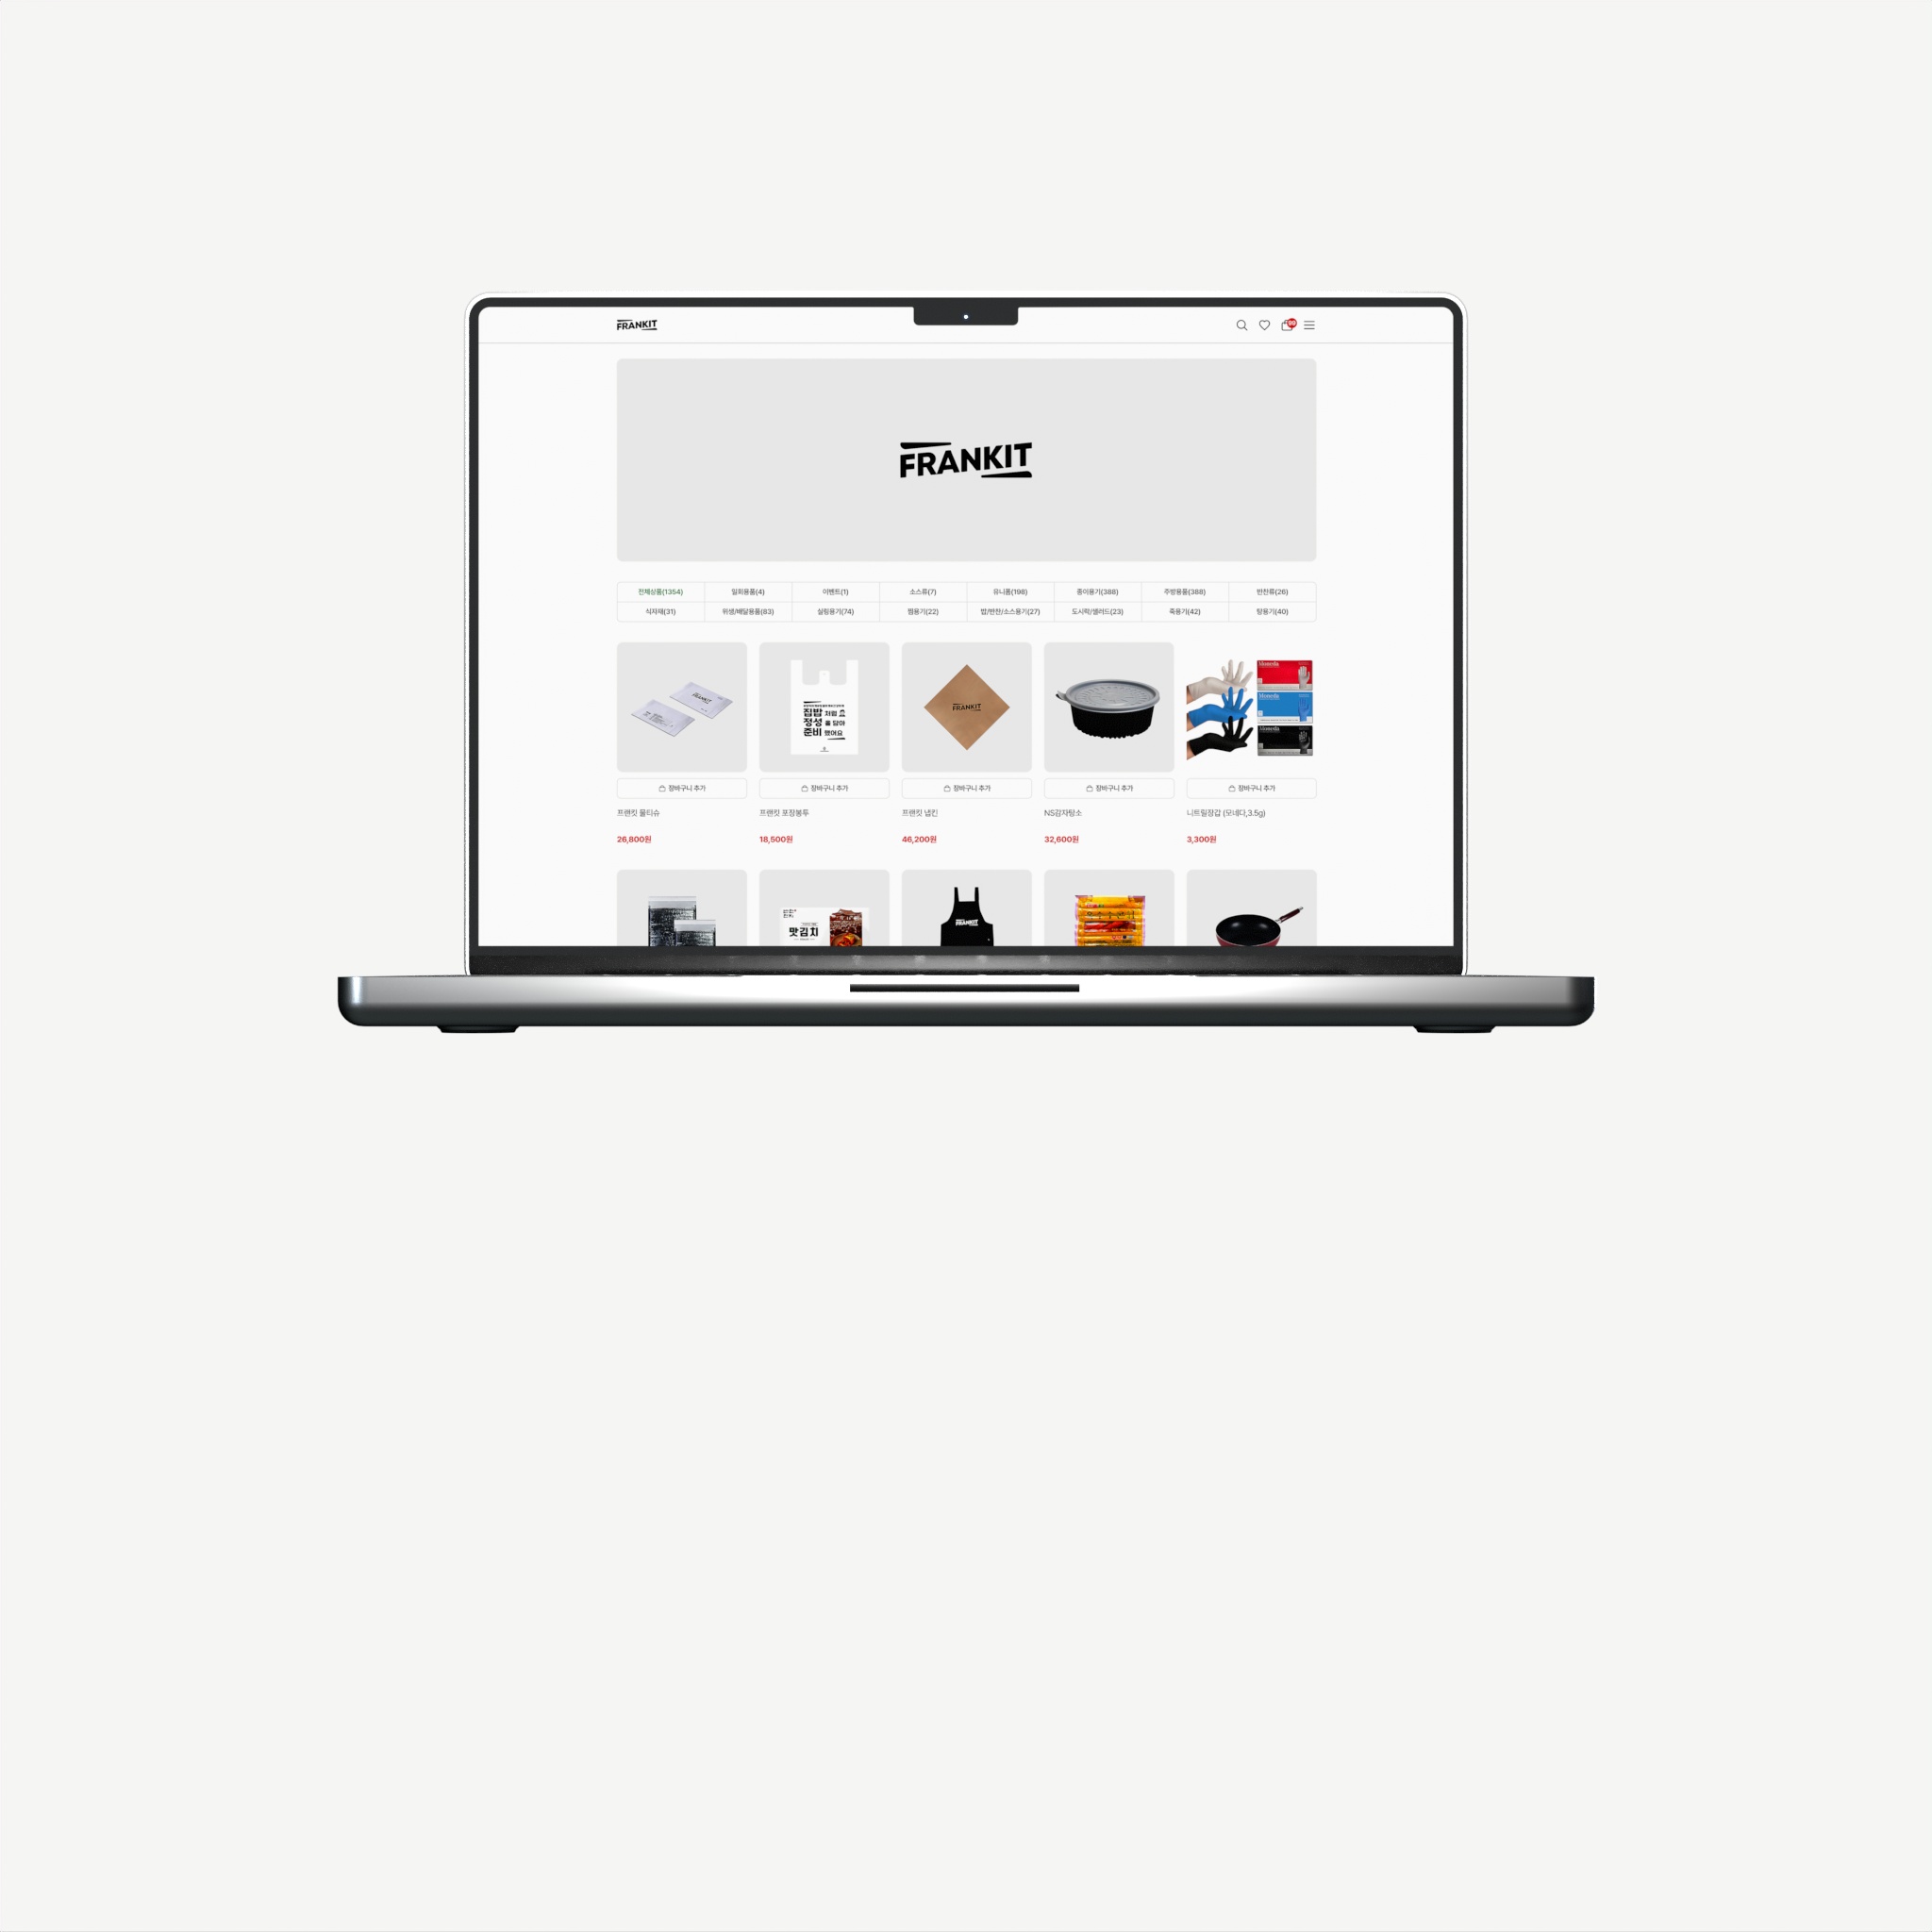 FRANKIT
FRANKIT
전체상품(1354)
일회용품(4)
이벤트(1)
소스류(7)
유니폼(198)
종이용기(388)
주방용품(388)
반찬류(26)
식자재(31)
위생/배달용품(83)
실링용기(74)
찜용기(22)
밥/반찬/소스용기(27)
도시락/샐러드(23)
죽용기(42)
탕용기(40)
FRANKIT
집밥 처럼
정성 을 담아
준비 했어요
FRANKIT
장바구니 추가
장바구니 추가
장바구니 추가
장바구니 추가
장바구니 추가
프랜킷 물티슈
프랜킷 포장봉투
프랜킷 냅킨
NS감자탕소
니트릴장갑 (모네다,3.5g)
26,800원
18,500원
46,200원
32,600원
3,300원
맛김치
FRANKIT